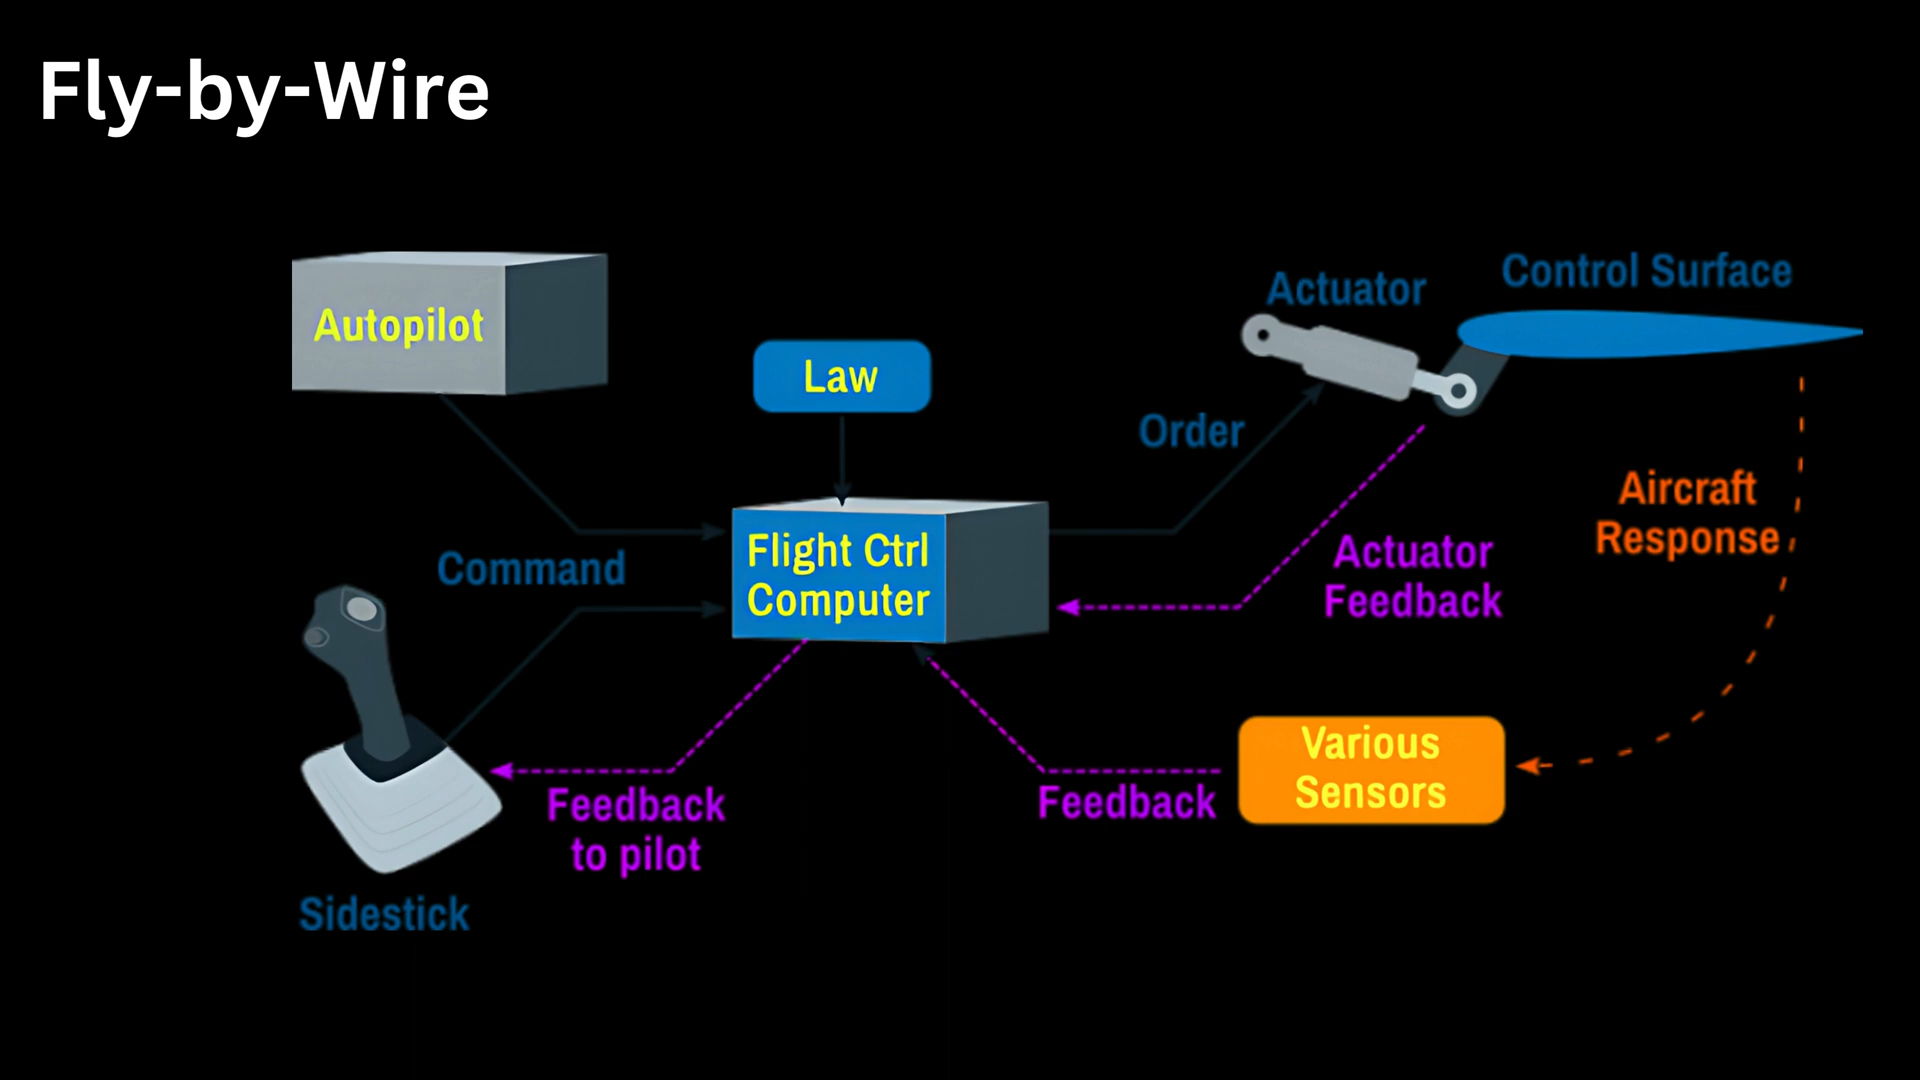 Fly-by-Wire
Autopilot
Law
Actuator
Control Surface
Order
Command
Flight Ctrl
Computer
Actuator
Feedback
Aircraft
Response
Various
Sensors
Feedback
Feedback
to pilot
Sidestick